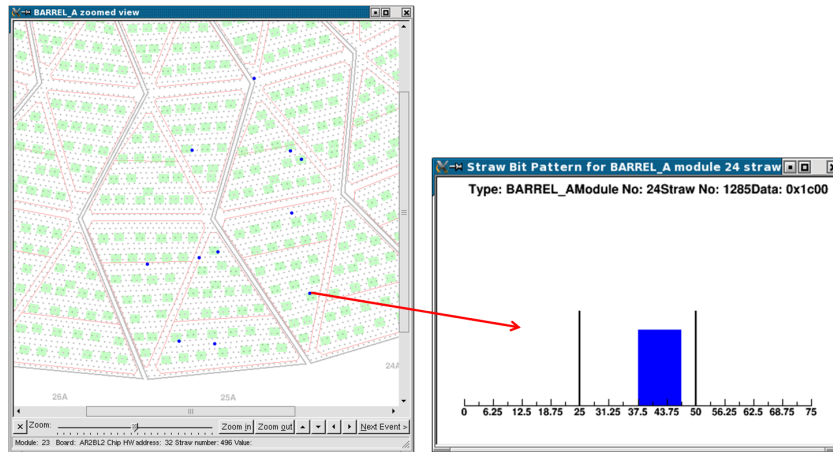 BARREL_A zoomed view
24A
26A
25A
Zoom:
Zoom in
Zoom out
Next Event >
Module: 23 Board: AR2BL2 Chip HW address: 32 Straw number: 496 Value:
Straw Bit Pattern for BARREL_A module 24 straw
Type: BARREL_AModule No: 24Straw No: 1285Data: 0x1c00
0 6.25 12.5 18.75 25 31.25 37.5 43.75 50 56.25 62.5 68.75 75